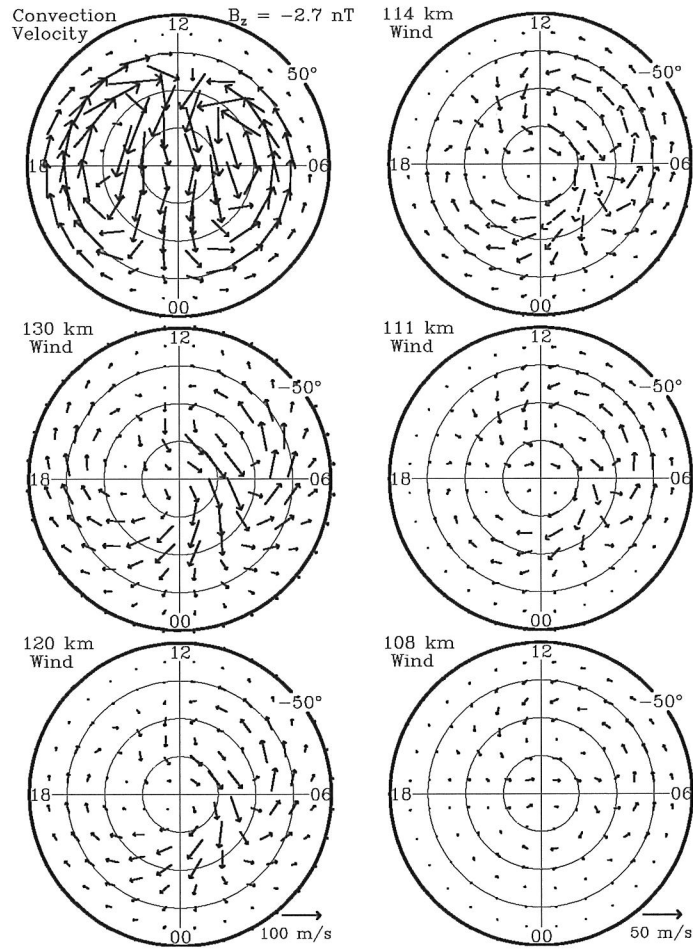 Convection
Velocity
B_z = −2.7 nT
12
50°
18
06
00
114 km
Wind
12
−50°
18
06
00
130 km
Wind
12
−50°
18
06
00
111 km
Wind
12
−50°
18
06
00
120 km
Wind
12
−50°
18
06
00
100 m/s
108 km
Wind
12
−50°
18
06
00
50 m/s